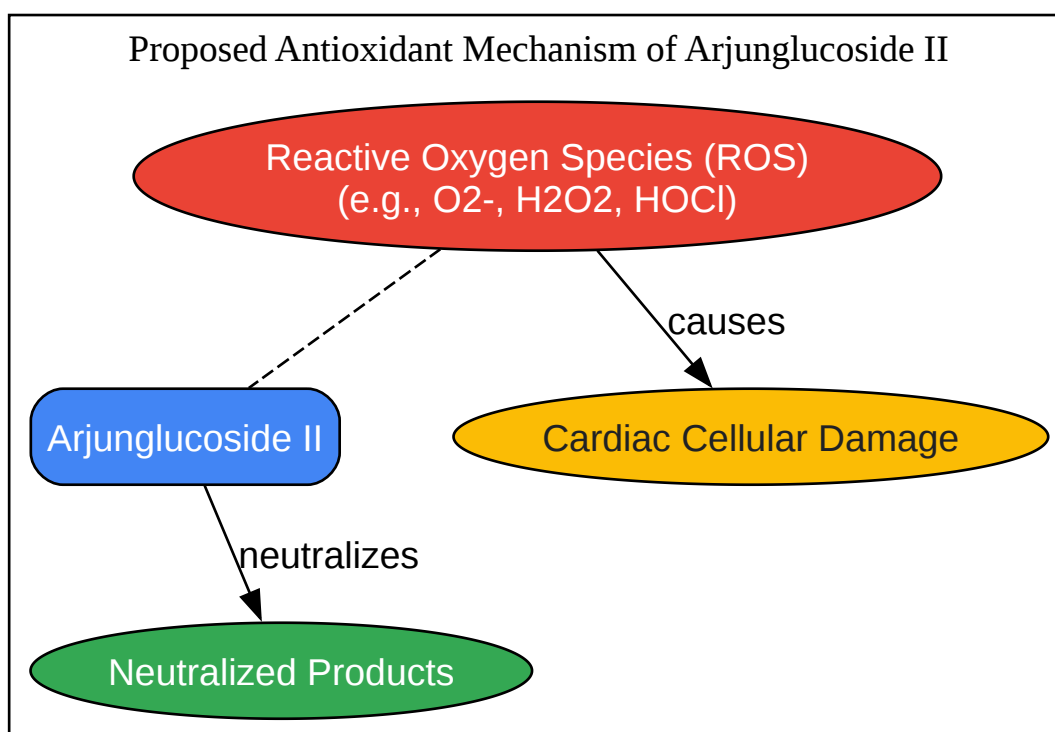 Proposed Antioxidant Mechanism of Arjunglucoside II
Reactive Oxygen Species (ROS)
(e.g., O2-, H2O2, HOCl)
causes
Arjunglucoside II
Cardiac Cellular Damage
neutralizes
Neutralized Products